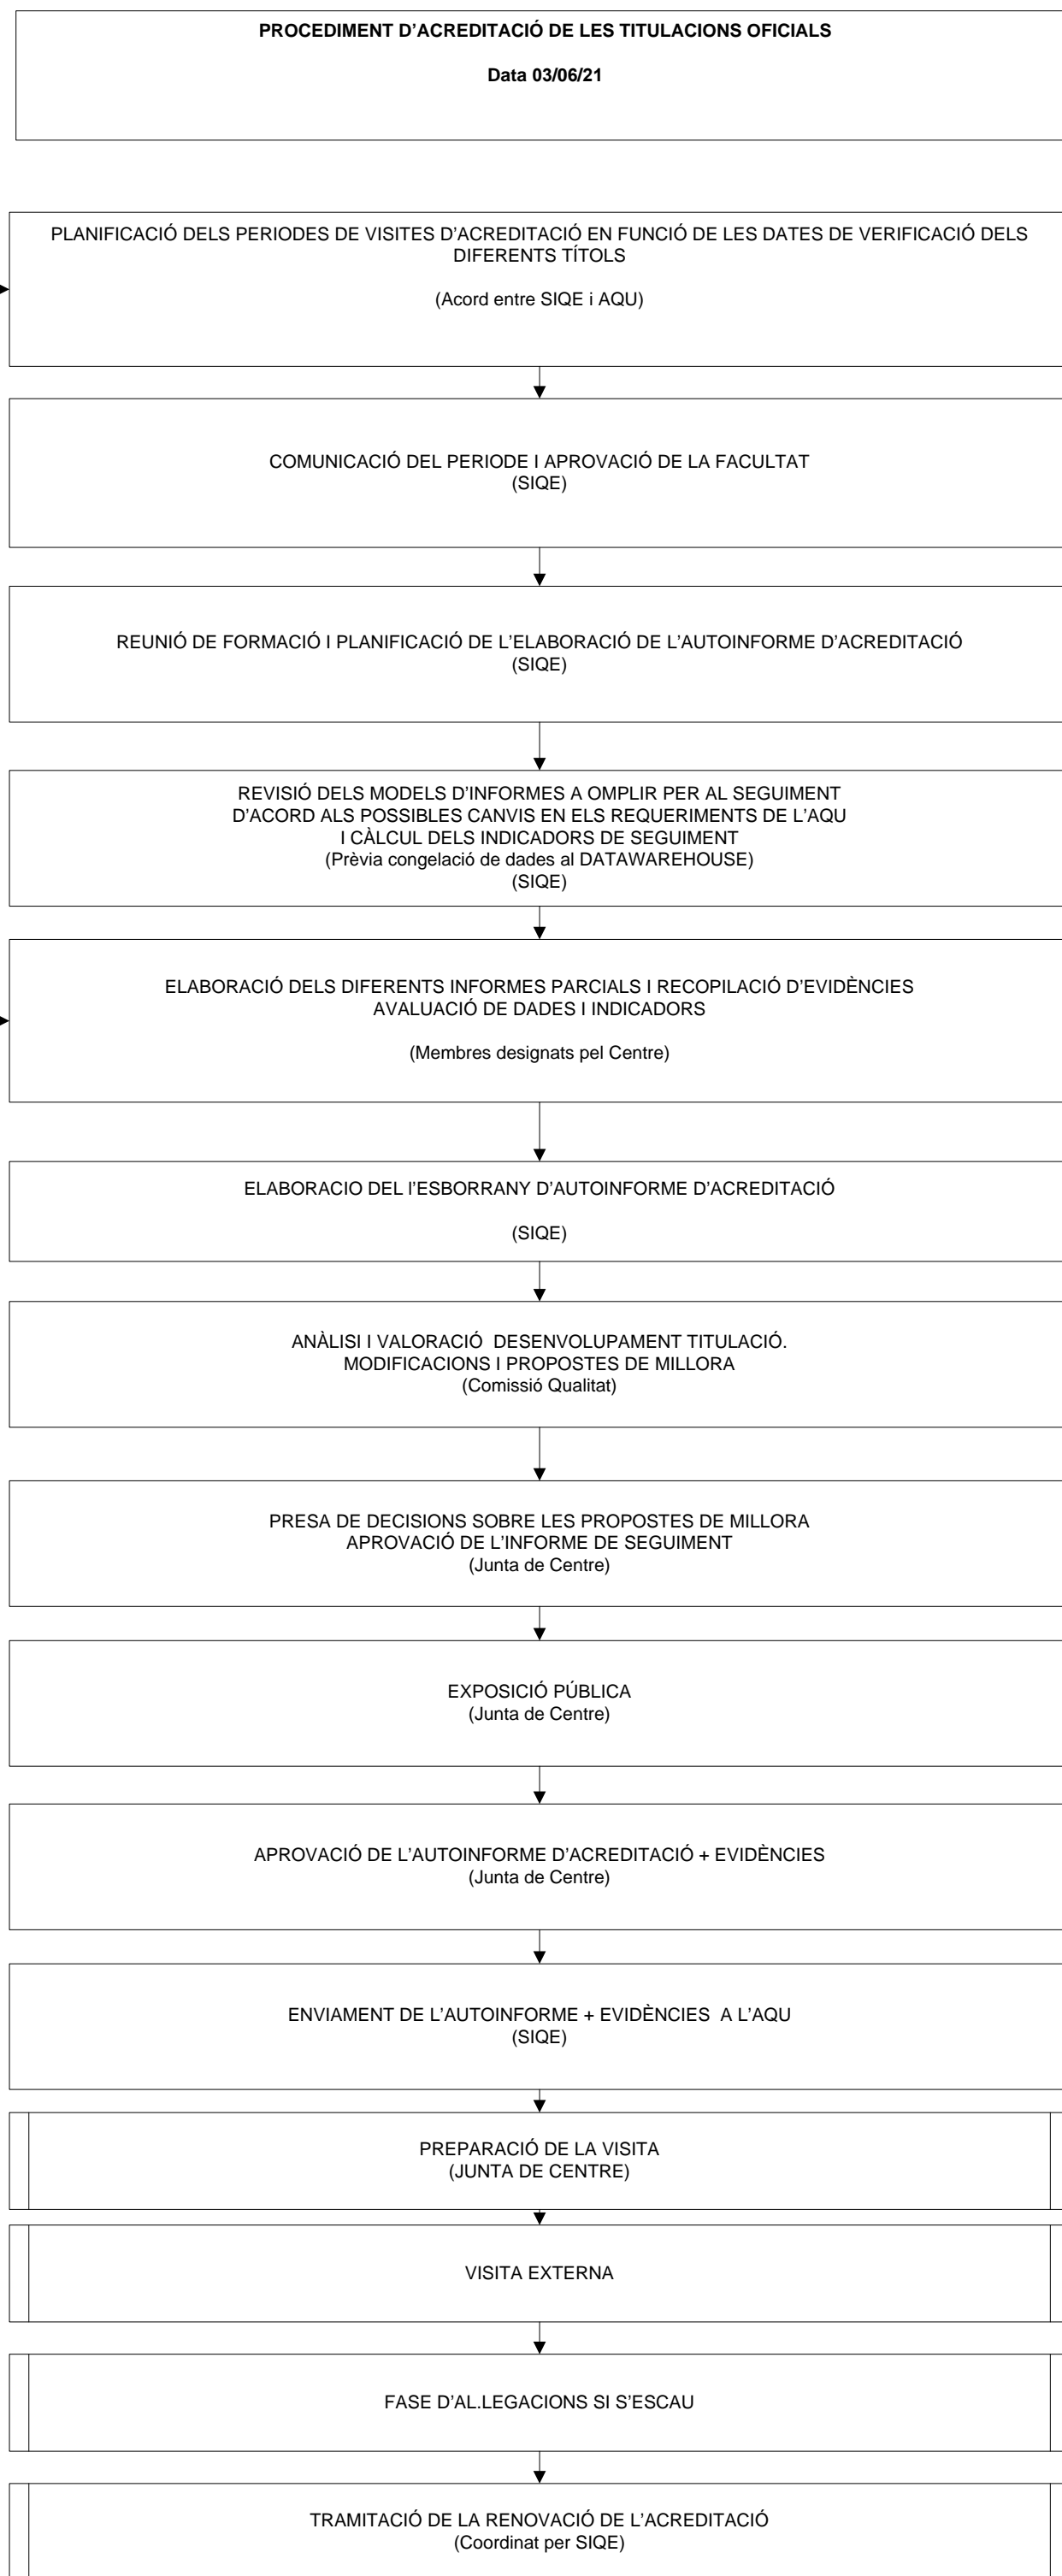 PROCEDIMENT D'ACREDITACIÓ DE LES TITULACIONS OFICIALS
Data 03/06/21
PLANIFICACIÓ DELS PERIODES DE VISITES D'ACREDITACIÓ EN FUNCIÓ DE LES DATES DE VERIFICACIÓ DELS
DIFERENTS TÍTOLS
(Acord entre SIQE i AQU)
COMUNICACIÓ DEL PERIODE I APROVACIÓ DE LA FACULTAT
(SIQE)
REUNIÓ DE FORMACIÓ I PLANIFICACIÓ DE L'ELABORACIÓ DE L'AUTOINFORME D'ACREDITACIÓ
(SIQE)
REVISIÓ DELS MODELS D'INFORMES A OMPLIR PER AL SEGUIMENT
D'ACORD ALS POSSIBLES CANVIS EN ELS REQUERIMENTS DE L'AQU
I CÀLCUL DELS INDICADORS DE SEGUIMENT
(Prèvia congelació de dades al DATAWAREHOUSE)
(SIQE)
ELABORACIÓ DELS DIFERENTS INFORMES PARCIALS I RECOPILACIÓ D'EVIDÈNCIES
AVALUACIÓ DE DADES I INDICADORS
(Membres designats pel Centre)
ELABORACIO DEL l'ESBORRANY D'AUTOINFORME D'ACREDITACIÓ
(SIQE)
ANÀLISI I VALORACIÓ  DESENVOLUPAMENT TITULACIÓ.
MODIFICACIONS I PROPOSTES DE MILLORA
(Comissió Qualitat)
PRESA DE DECISIONS SOBRE LES PROPOSTES DE MILLORA
APROVACIÓ DE L'INFORME DE SEGUIMENT
(Junta de Centre)
EXPOSICIÓ PÚBLICA
(Junta de Centre)
APROVACIÓ DE L'AUTOINFORME D'ACREDITACIÓ + EVIDÈNCIES
(Junta de Centre)
ENVIAMENT DE L'AUTOINFORME + EVIDÈNCIES  A L'AQU
(SIQE)
PREPARACIÓ DE LA VISITA
(JUNTA DE CENTRE)
VISITA EXTERNA
FASE D'AL.LEGACIONS SI S'ESCAU
TRAMITACIÓ DE LA RENOVACIÓ DE L'ACREDITACIÓ
(Coordinat per SIQE)